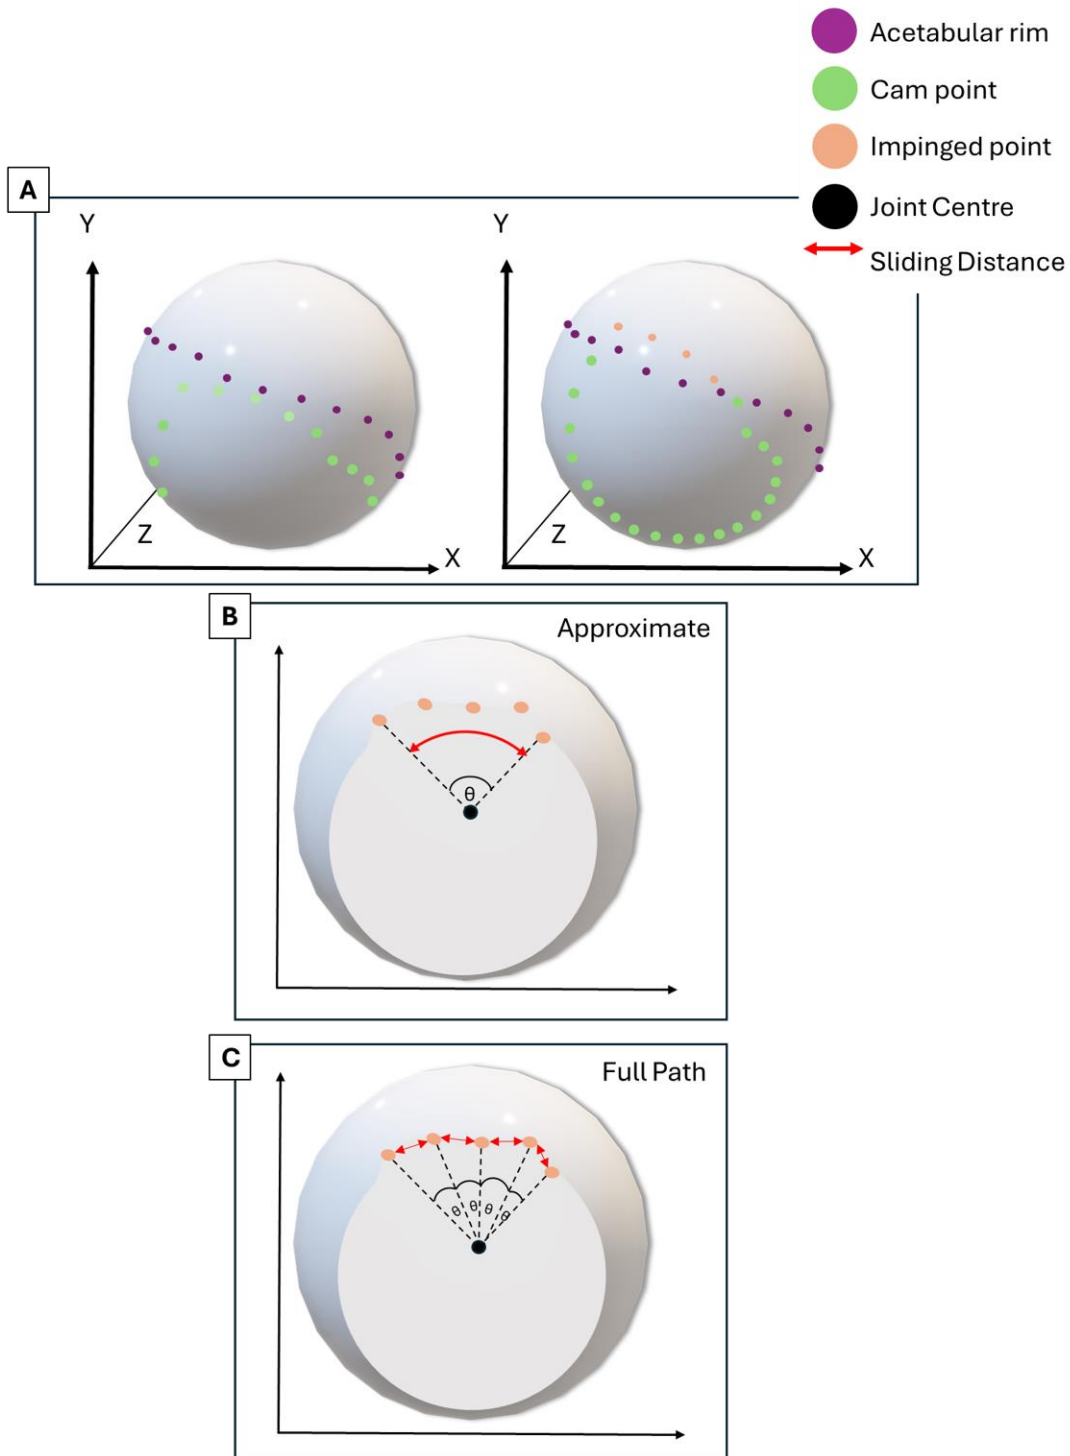 Acetabular rim
Cam point
Impinged point
Joint Centre
Sliding Distance
A
Y
Y
Z
X
Z
X
B
Approximate
θ
C
Full Path
θ θ θ θ